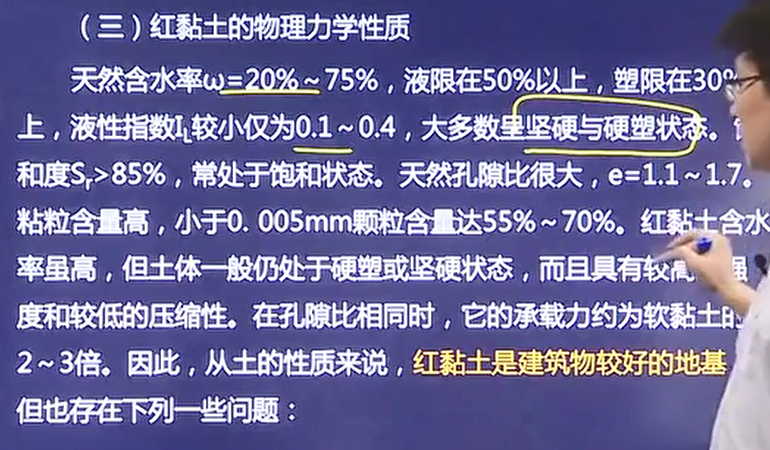 （三）红黏土的物理力学性质
天然含水率ω=20%～75%，液限在50%以上，塑限在30%
上，液性指数IL较小仅为0.1～0.4，大多数呈坚硬与硬塑状态。饱
和度Sr>85%，常处于饱和状态。天然孔隙比很大，e=1.1～1.7。
粘粒含量高，小于0. 005mm颗粒含量达55%～70%。红黏土含水
率虽高，但土体一般仍处于硬塑或坚硬状态，而且具有较高 强
度和较低的压缩性。在孔隙比相同时，它的承载力约为软黏土的
2～3倍。因此，从土的性质来说，红黏土是建筑物较好的地基
但也存在下列一些问题：